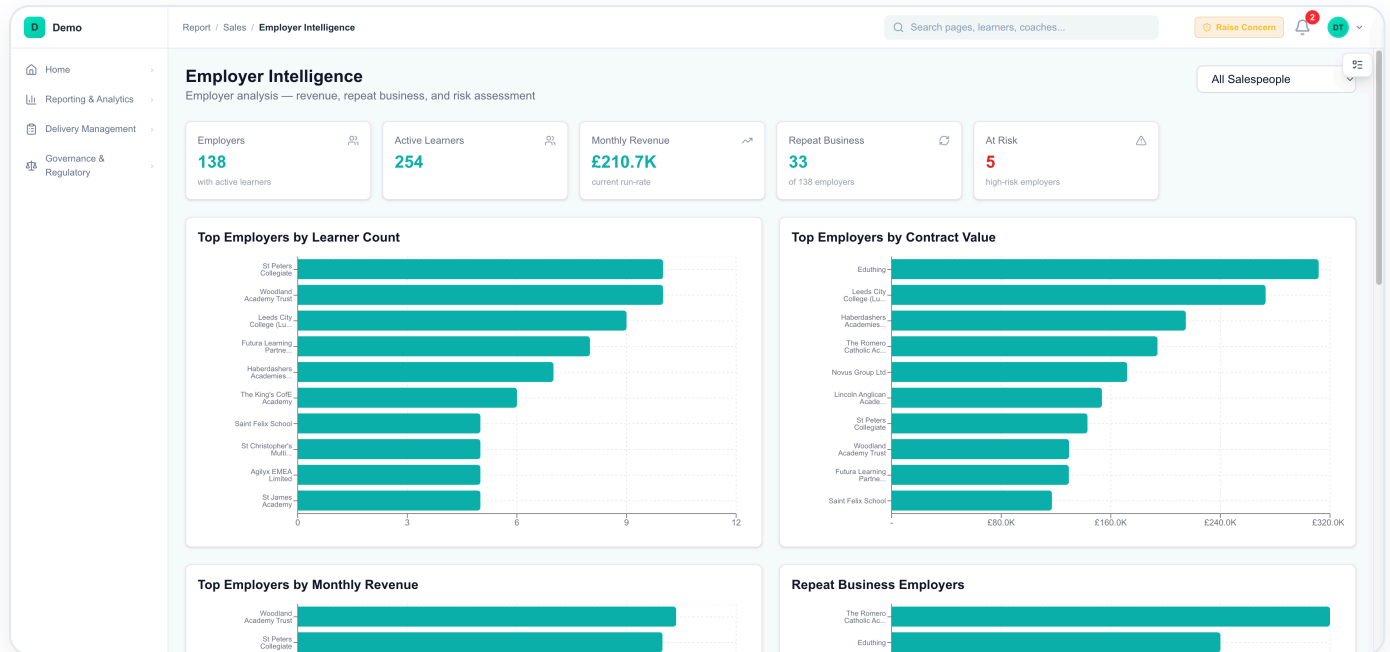 D Demo
Report / Sales / Employer Intelligence
Search pages, learners, coaches...
Raise Concern
2
DT
Home
Reporting & Analytics
Delivery Management
Governance &
Regulatory
Employer Intelligence
Employer analysis — revenue, repeat business, and risk assessment
All Salespeople
Employers
138
with active learners
Active Learners
254
Monthly Revenue
£210.7K
current run-rate
Repeat Business
33
of 138 employers
At Risk
5
high-risk employers
Top Employers by Learner Count
St Peters
Collegiate
Woodland
Academy Trust
Leeds City
College (Lu...
Futura Learning
Partne...
Haberdashers
Academies...
The King's CofE
Academy
Saint Felix School
St Christopher's
Multi...
Agilyx EMEA
Limited
St James
Academy
0 3 6 9 12
Top Employers by Contract Value
Eduthing
Leeds City
College (Lu...
Haberdashers
Academies...
The Romero
Catholic Ac...
Novus Group Ltd
Lincoln Anglican
Acade...
St Peters
Collegiate
Woodland
Academy Trust
Futura Learning
Partne...
Saint Felix School
- £80.0K £160.0K £240.0K £320.0K
Top Employers by Monthly Revenue
Woodland
Academy Trust
St Peters
Collegiate
Repeat Business Employers
The Romero
Catholic Ac...
Eduthing